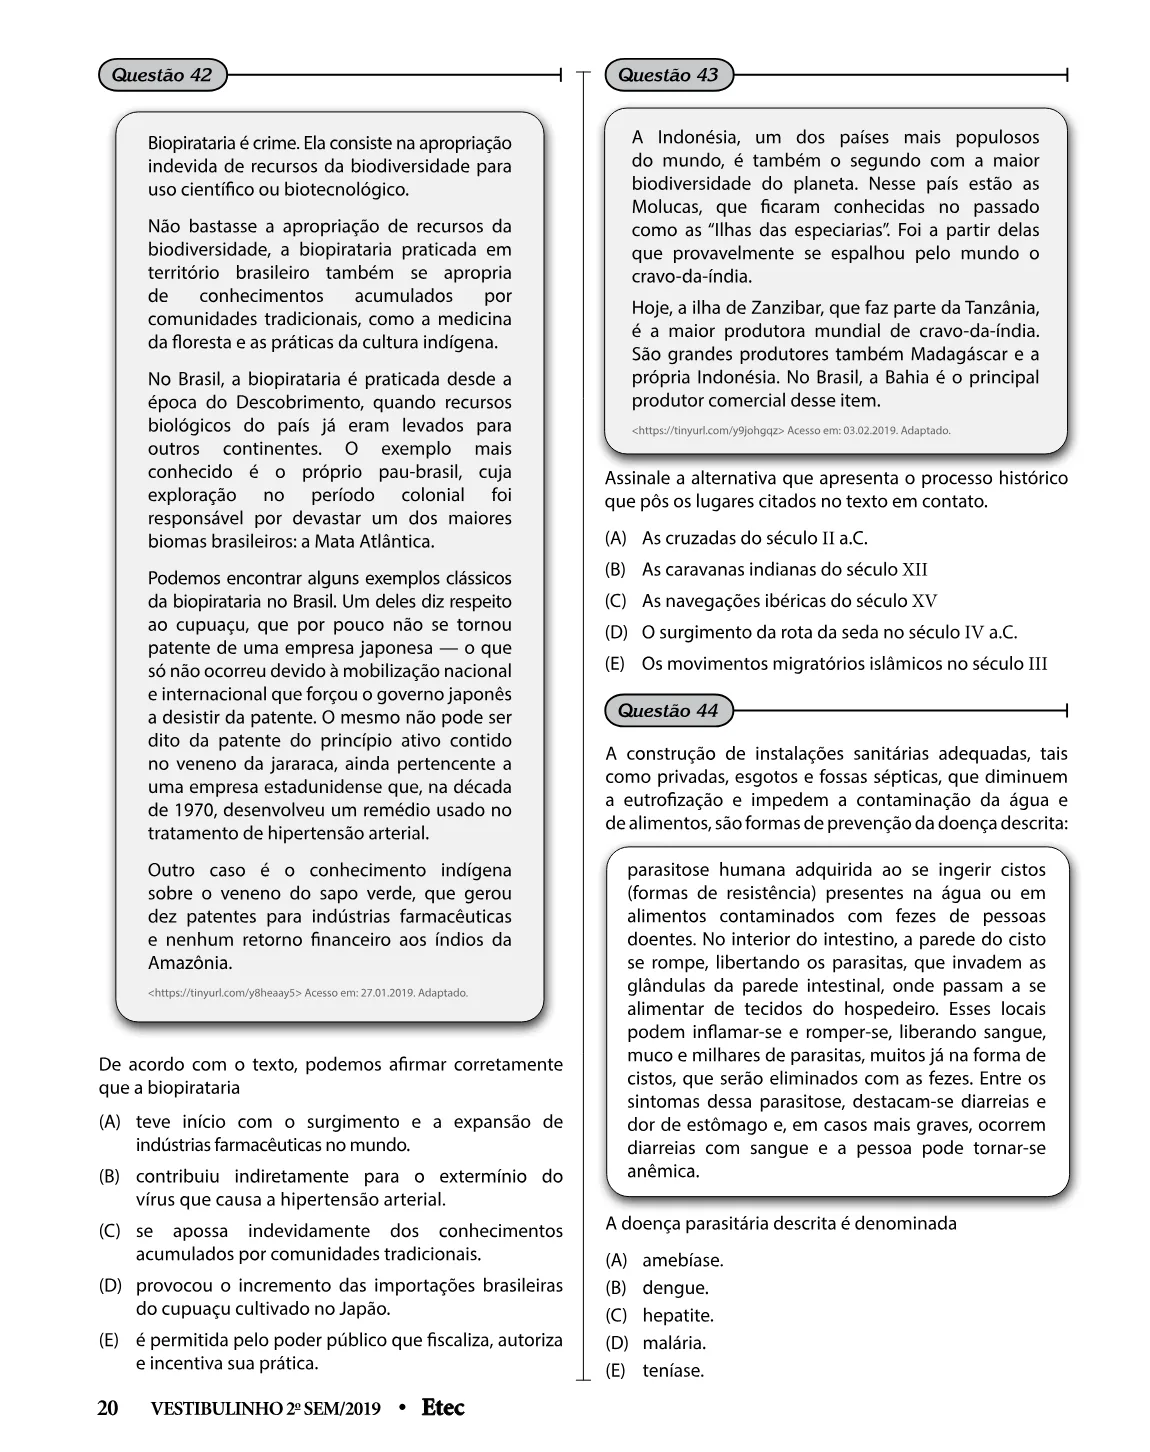 Questão 42
Biopirataria é crime. Ela consiste na apropriação
indevida de recursos da biodiversidade para
uso científico ou biotecnológico.
Não bastasse a apropriação de recursos da
biodiversidade, a biopirataria praticada em
território brasileiro também se apropria
de conhecimentos acumulados por
comunidades tradicionais, como a medicina
da floresta e as práticas da cultura indígena.
No Brasil, a biopirataria é praticada desde a
época do Descobrimento, quando recursos
biológicos do país já eram levados para
outros continentes. O exemplo mais
conhecido é o próprio pau-brasil, cuja
exploração no período colonial foi
responsável por devastar um dos maiores
biomas brasileiros: a Mata Atlântica.
Podemos encontrar alguns exemplos clássicos
da biopirataria no Brasil. Um deles diz respeito
ao cupuaçu, que por pouco não se tornou
patente de uma empresa japonesa — o que
só não ocorreu devido à mobilização nacional
e internacional que forçou o governo japonês
a desistir da patente. O mesmo não pode ser
dito da patente do princípio ativo contido
no veneno da jararaca, ainda pertencente a
uma empresa estadunidense que, na década
de 1970, desenvolveu um remédio usado no
tratamento de hipertensão arterial.
Outro caso é o conhecimento indígena
sobre o veneno do sapo verde, que gerou
dez patentes para indústrias farmacêuticas
e nenhum retorno financeiro aos índios da
Amazônia.
<https://tinyurl.com/y8heaay5> Acesso em: 27.01.2019. Adaptado.
De acordo com o texto, podemos afirmar corretamente
que a biopirataria
(A) teve início com o surgimento e a expansão de
indústrias farmacêuticas no mundo.
(B) contribuiu indiretamente para o extermínio do
vírus que causa a hipertensão arterial.
(C) se apossa indevidamente dos conhecimentos
acumulados por comunidades tradicionais.
(D) provocou o incremento das importações brasileiras
do cupuaçu cultivado no Japão.
(E) é permitida pelo poder público que fiscaliza, autoriza
e incentiva sua prática.
Questão 43
A Indonésia, um dos países mais populosos
do mundo, é também o segundo com a maior
biodiversidade do planeta. Nesse país estão as
Molucas, que ficaram conhecidas no passado
como as “Ilhas das especiarias”. Foi a partir delas
que provavelmente se espalhou pelo mundo o
cravo-da-índia.
Hoje, a ilha de Zanzibar, que faz parte da Tanzânia,
é a maior produtora mundial de cravo-da-índia.
São grandes produtores também Madagáscar e a
própria Indonésia. No Brasil, a Bahia é o principal
produtor comercial desse item.
<https://tinyurl.com/y9johgqz> Acesso em: 03.02.2019. Adaptado.
Assinale a alternativa que apresenta o processo histórico
que pôs os lugares citados no texto em contato.
(A) As cruzadas do século II a.C.
(B) As caravanas indianas do século XII
(C) As navegações ibéricas do século XV
(D) O surgimento da rota da seda no século IV a.C.
(E) Os movimentos migratórios islâmicos no século III
Questão 44
A construção de instalações sanitárias adequadas, tais
como privadas, esgotos e fossas sépticas, que diminuem
a eutrofização e impedem a contaminação da água e
de alimentos, são formas de prevenção da doença descrita:
parasitose humana adquirida ao se ingerir cistos
(formas de resistência) presentes na água ou em
alimentos contaminados com fezes de pessoas
doentes. No interior do intestino, a parede do cisto
se rompe, libertando os parasitas, que invadem as
glândulas da parede intestinal, onde passam a se
alimentar de tecidos do hospedeiro. Esses locais
podem inflamar-se e romper-se, liberando sangue,
muco e milhares de parasitas, muitos já na forma de
cistos, que serão eliminados com as fezes. Entre os
sintomas dessa parasitose, destacam-se diarreias e
dor de estômago e, em casos mais graves, ocorrem
diarreias com sangue e a pessoa pode tornar-se
anêmica.
A doença parasitária descrita é denominada
(A) amebíase.
(B) dengue.
(C) hepatite.
(D) malária.
(E) teníase.
20 VESTIBULINHO 2º SEM/2019 • Etec